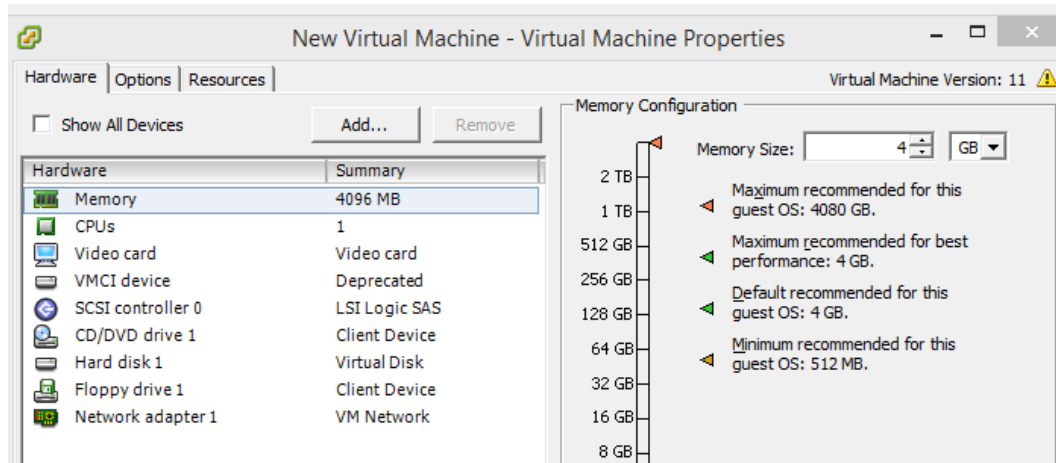 New Virtual Machine - Virtual Machine Properties
Hardware Options Resources
Virtual Machine Version: 11
Show All Devices
Add...
Remove
Hardware Summary
Memory 4096 MB
CPUs 1
Video card Video card
VMCI device Deprecated
SCSI controller 0 LSI Logic SAS
CD/DVD drive 1 Client Device
Hard disk 1 Virtual Disk
Floppy drive 1 Client Device
Network adapter 1 VM Network
Memory Configuration
Memory Size: 4 GB
2 TB
1 TB
512 GB
256 GB
128 GB
64 GB
32 GB
16 GB
8 GB
Maximum recommended for this
guest OS: 4080 GB.
Maximum recommended for best
performance: 4 GB.
Default recommended for this
guest OS: 4 GB.
Minimum recommended for this
guest OS: 512 MB.